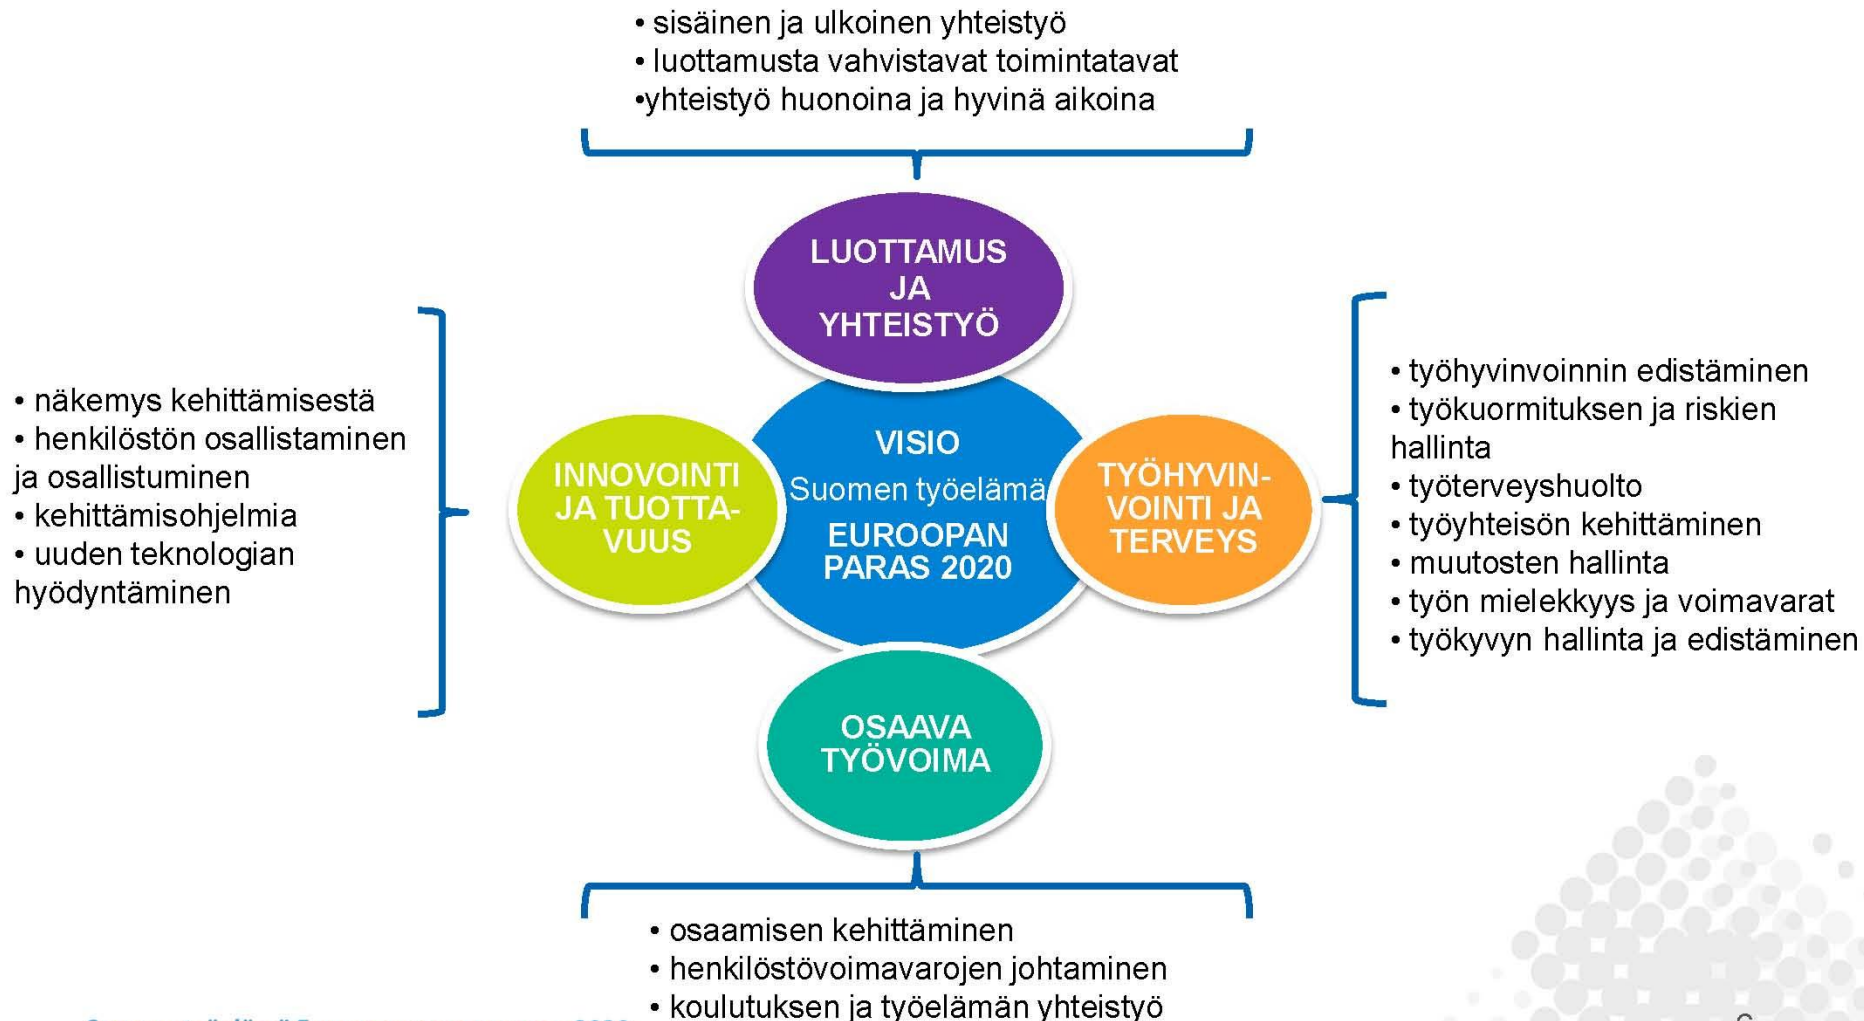 • sisäinen ja ulkoinen yhteistyö
• luottamusta vahvistavat toimintatavat
•yhteistyö huonoina ja hyvinä aikoina
LUOTTAMUS
JA
YHTEISTYÖ
• näkemys kehittämisestä
• henkilöstön osallistaminen
ja osallistuminen
• kehittämisohjelmia
• uuden teknologian
hyödyntäminen
INNOVOINTI
JA TUOTTA-
VUUS
VISIO
Suomen työelämä
EUROOPAN
PARAS 2020
TYÖHYVIN-
VOINTI JA
TERVEYS
• työhyvinvoinnin edistäminen
• työkuormituksen ja riskien
hallinta
• työterveyshuolto
• työyhteisön kehittäminen
• muutosten hallinta
• työn mielekkyys ja voimavarat
• työkyvyn hallinta ja edistäminen
OSAAVA
TYÖVOIMA
• osaamisen kehittäminen
• henkilöstövoimavarojen johtaminen
• koulutuksen ja työelämän yhteistyö